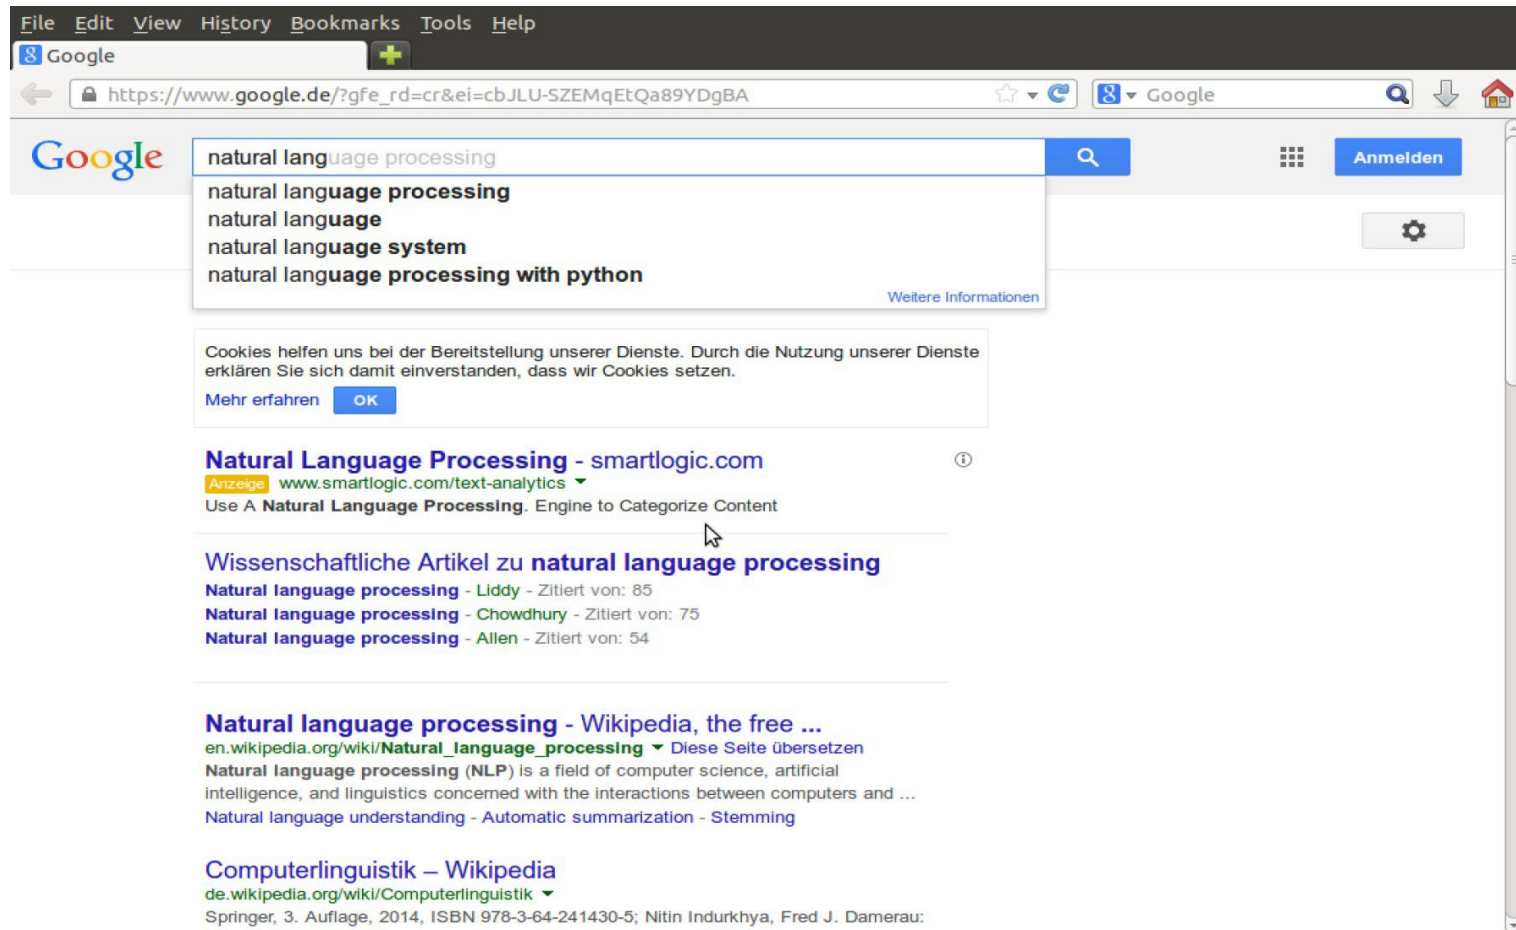 File Edit View History Bookmarks Tools Help
Google
https://www.google.de/?gfe_rd=cr&ei=cbJLU-SZEMqEtQa89YDgBA
Google
Google
natural language processing
Anmelden
natural language processing
natural language
natural language system
natural language processing with python
Weitere Informationen
Cookies helfen uns bei der Bereitstellung unserer Dienste. Durch die Nutzung unserer Dienste
erklären Sie sich damit einverstanden, dass wir Cookies setzen.
Mehr erfahren OK
Natural Language Processing - smartlogic.com
Anzeige www.smartlogic.com/text-analytics
Use A Natural Language Processing. Engine to Categorize Content
Wissenschaftliche Artikel zu natural language processing
Natural language processing - Liddy - Zitiert von: 85
Natural language processing - Chowdhury - Zitiert von: 75
Natural language processing - Allen - Zitiert von: 54
Natural language processing - Wikipedia, the free ...
en.wikipedia.org/wiki/Natural_language_processing Diese Seite übersetzen
Natural language processing (NLP) is a field of computer science, artificial
intelligence, and linguistics concerned with the interactions between computers and ...
Natural language understanding - Automatic summarization - Stemming
Computerlinguistik – Wikipedia
de.wikipedia.org/wiki/Computerlinguistik
Springer, 3. Auflage, 2014, ISBN 978-3-64-241430-5; Nitin Indurkhya, Fred J. Damerau: